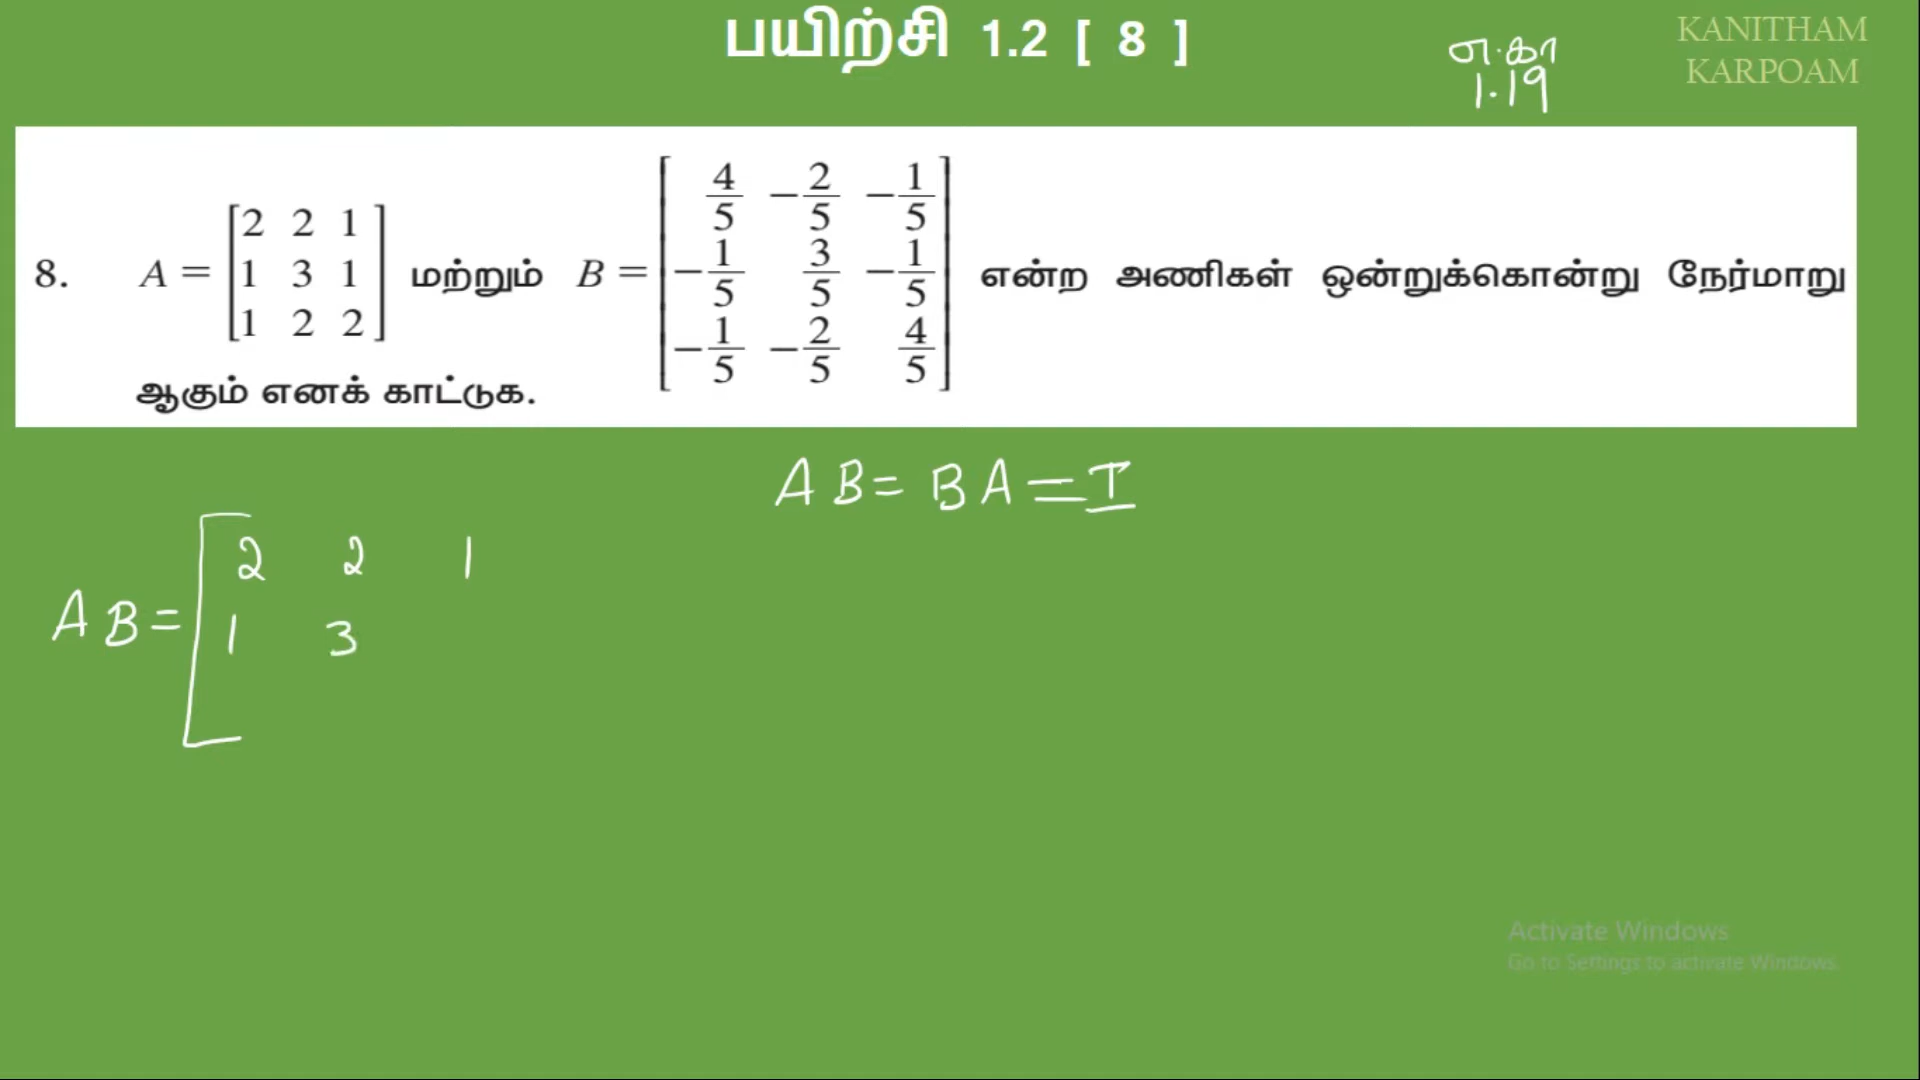 பயிற்சி 1.2 [ 8 ]
எ.கா
1.19
KANITHAM
KARPOAM
8. A = [2 2 1; 1 3 1; 1 2 2] மற்றும் B = [4/5 −2/5 −1/5; −1/5 3/5 −1/5; −1/5 −2/5 4/5] என்ற அணிகள் ஒன்றுக்கொன்று நேர்மாறு
ஆகும் எனக் காட்டுக.
AB = BA = I
AB = [2 2 1
1 3
Activate Windows
Go to Settings to activate Windows.